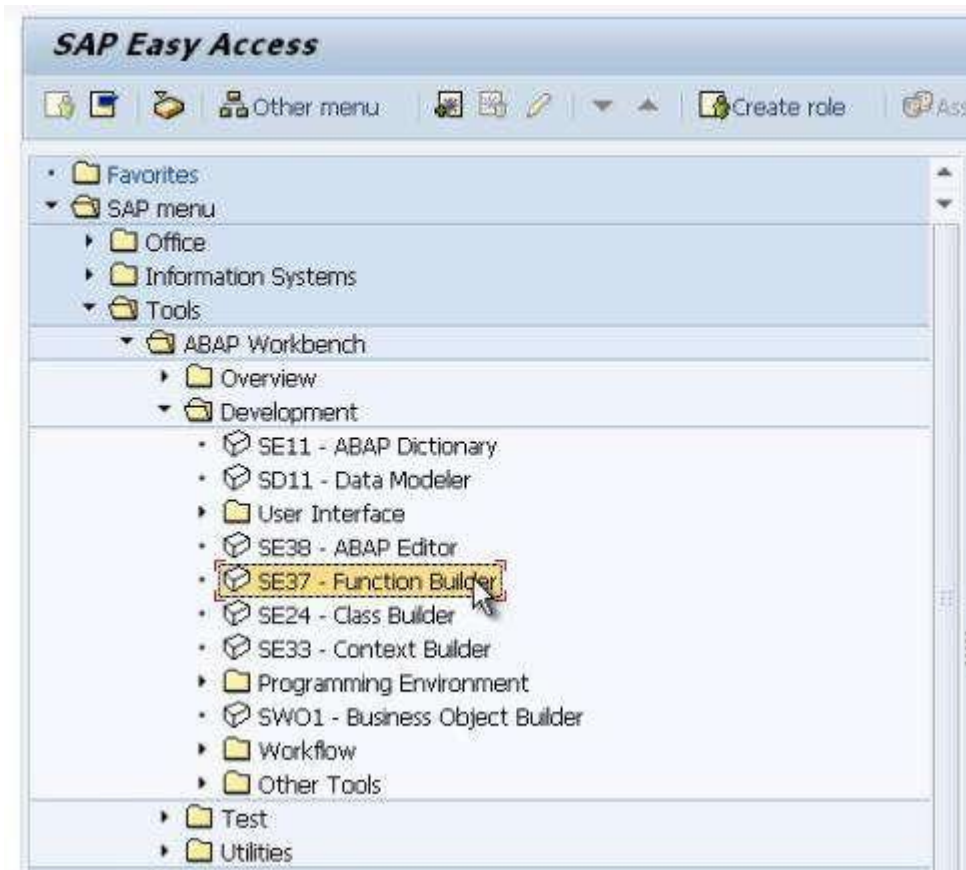 SAP Easy Access
Other menu Create role Ass
Favorites
SAP menu
Office
Information Systems
Tools
ABAP Workbench
Overview
Development
SE11 - ABAP Dictionary
SD11 - Data Modeler
User Interface
SE38 - ABAP Editor
SE37 - Function Builder
SE24 - Class Builder
SE33 - Context Builder
Programming Environment
SWO1 - Business Object Builder
Workflow
Other Tools
Test
Utilities